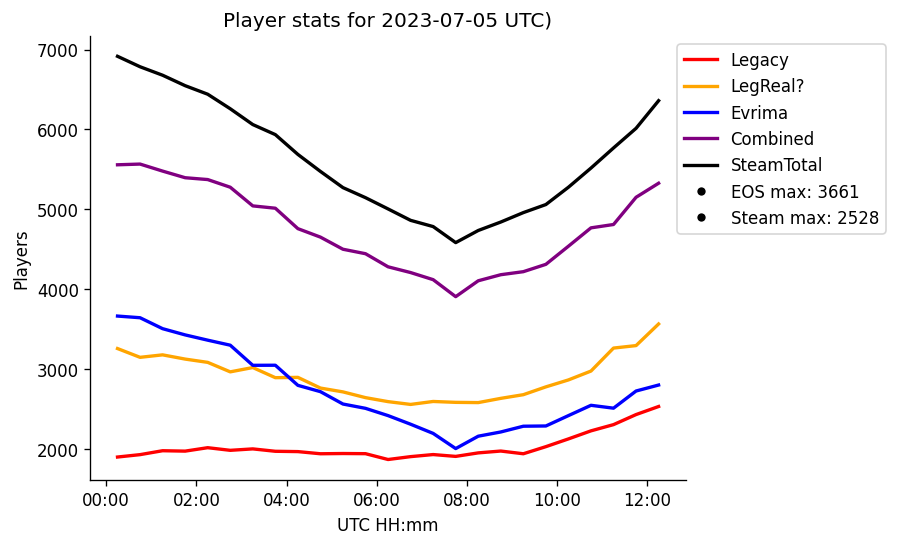 Player stats for 2023-07-05 UTC)
7000
6000
5000
4000
3000
2000
Players
00:00 02:00 04:00 06:00 08:00 10:00 12:00
UTC HH:mm
Legacy
LegReal?
Evrima
Combined
SteamTotal
EOS max: 3661
Steam max: 2528